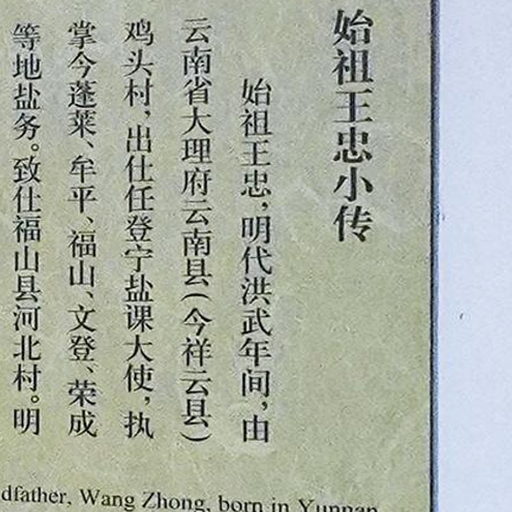 始祖王忠小传
始祖王忠，明代洪武年间，由
云南省大理府云南县(今祥云县)
鸡头村，出仕任登宁盐课大使，执
掌今蓬莱、牟平、福山、文登、荣成
等地盐务。致仕福山县河北村。明
dfather, Wang Zhong, born in Yunnan